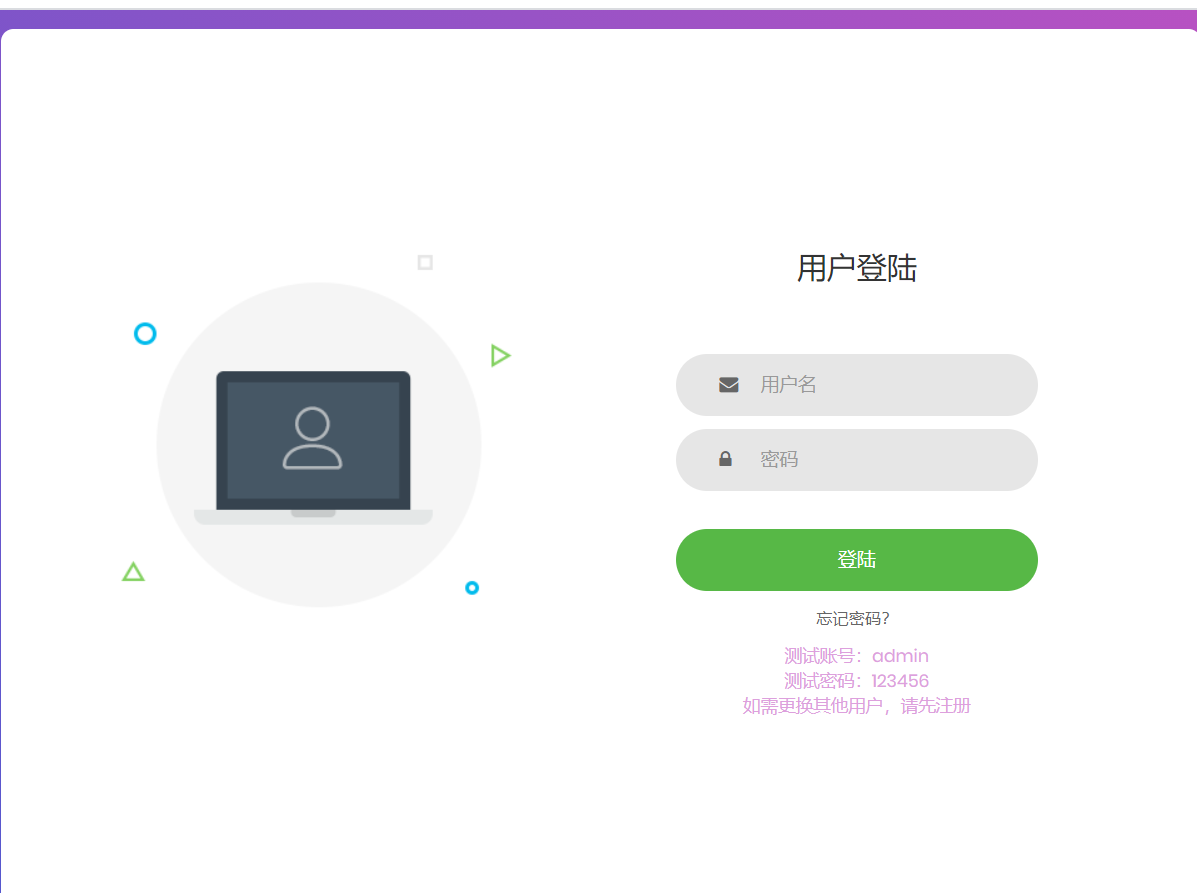 用户登陆
用户名
密码
登陆
忘记密码?
测试账号：admin
测试密码：123456
如需更换其他用户，请先注册